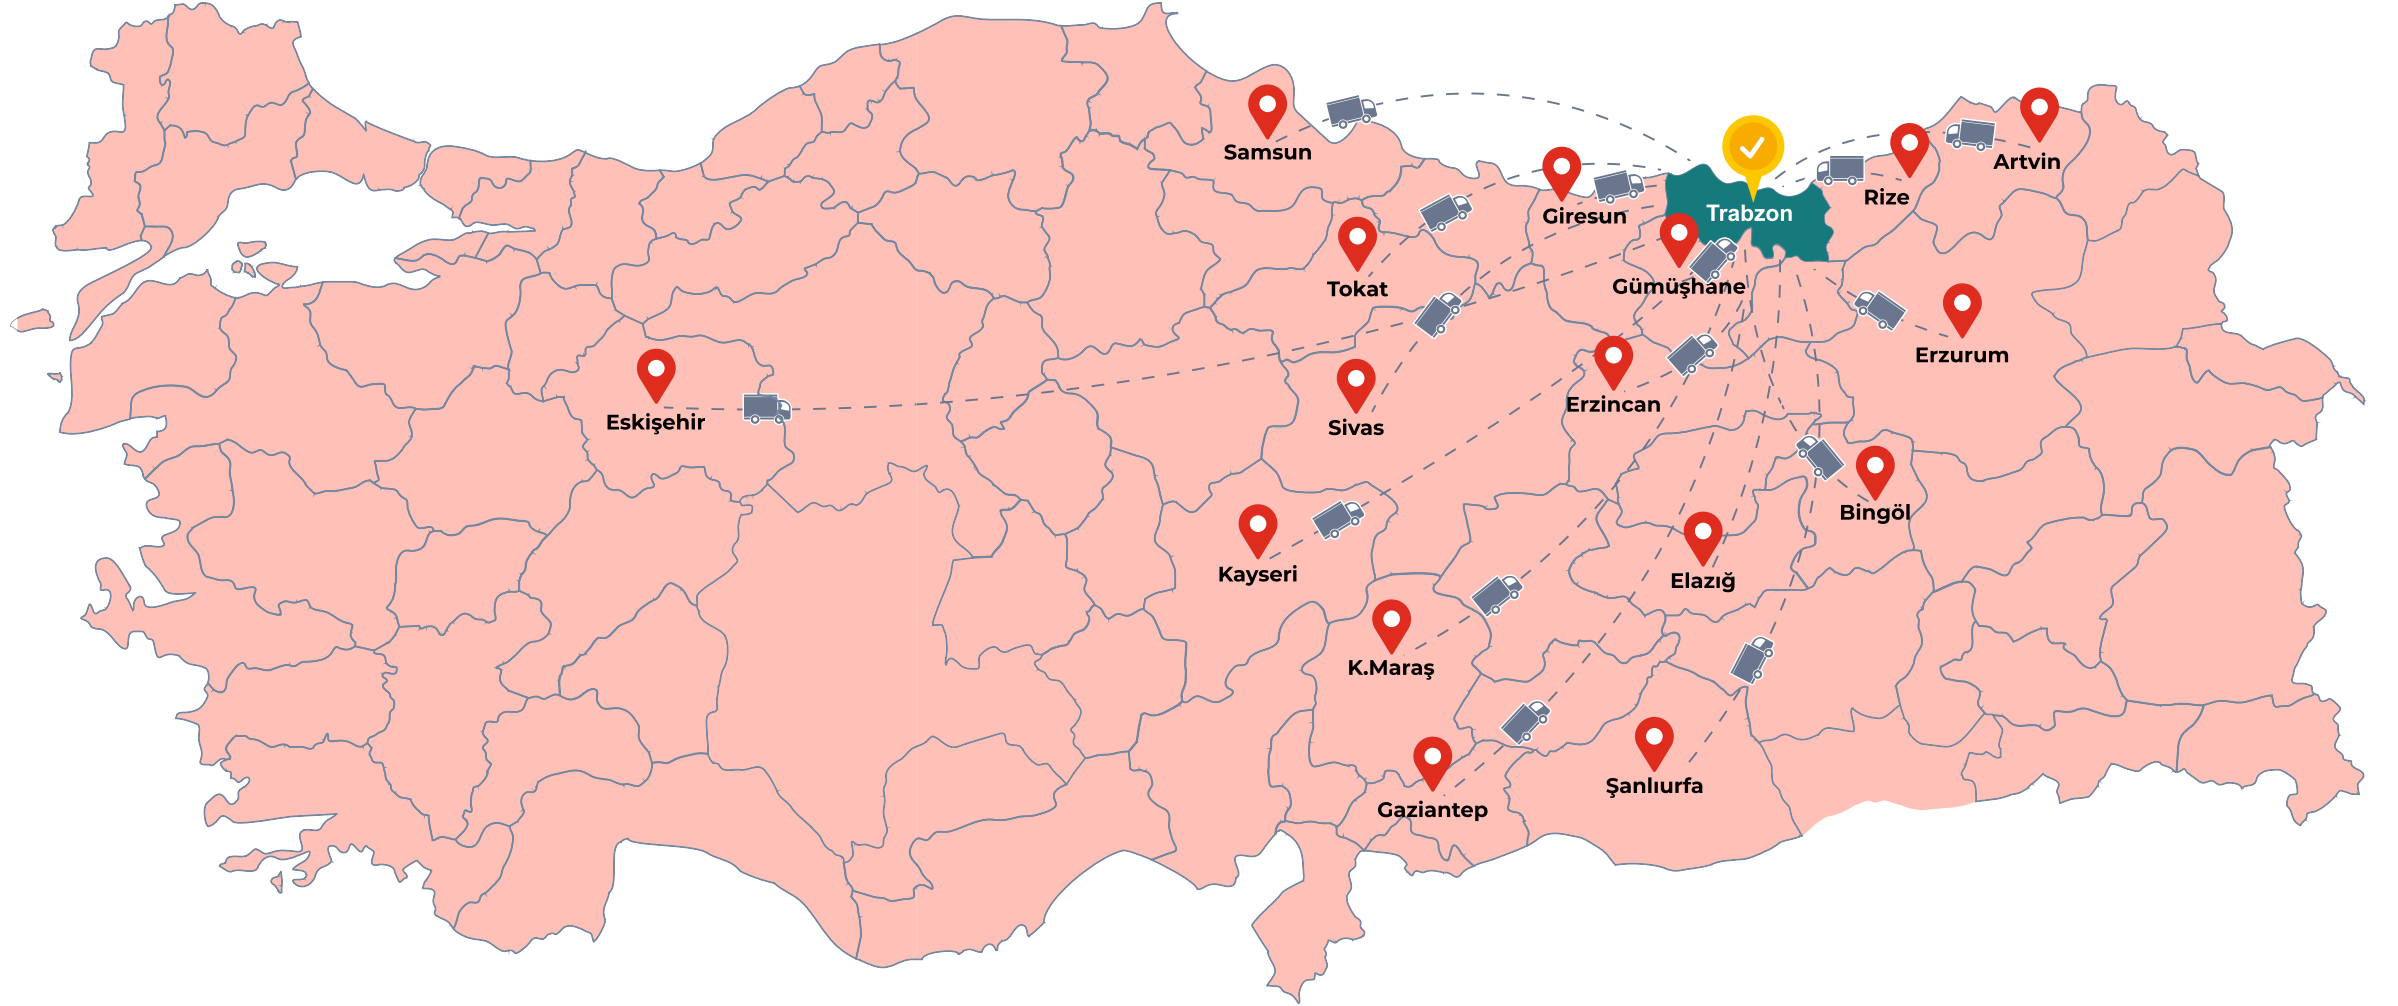 Samsun
Artvin
Rize
Trabzon
Giresun
Gümüşhane
Tokat
Erzurum
Erzincan
Eskişehir
Sivas
Bingöl
Kayseri
Elazığ
K.Maraş
Şanlıurfa
Gaziantep